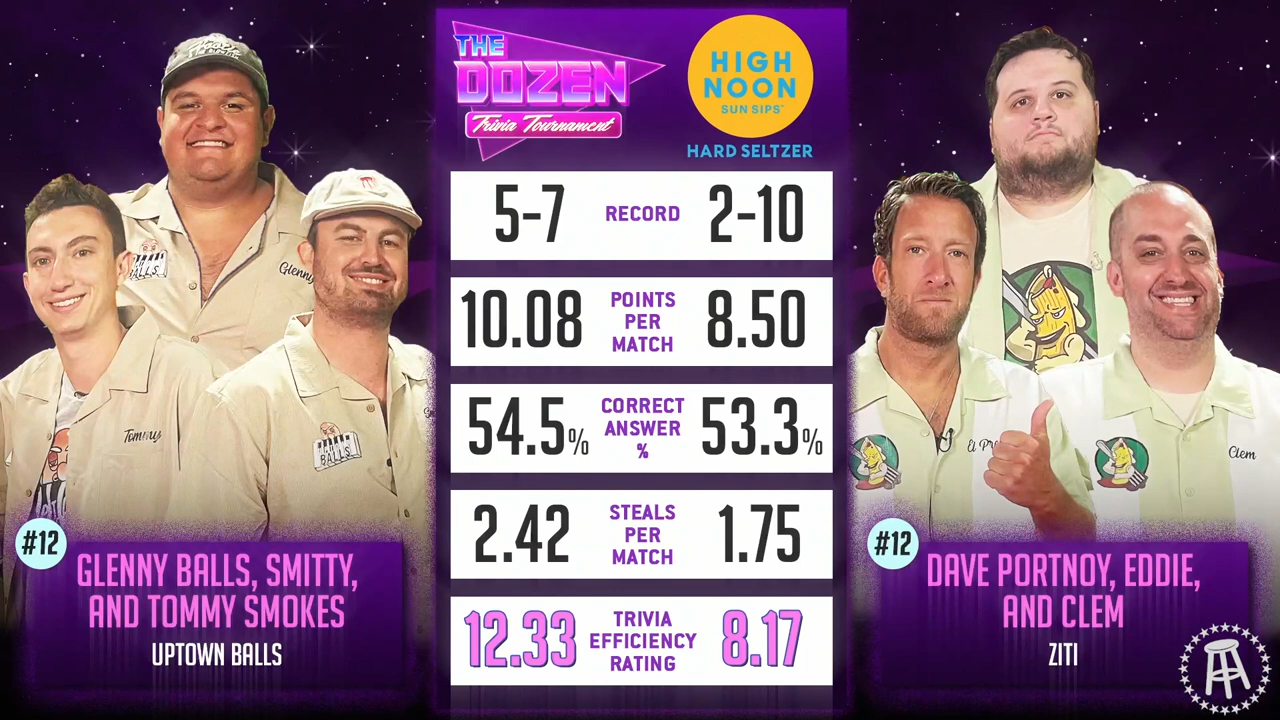 THE
DOZEN
Trivia Tournament
HIGH
NOON
SUN SIPS™
HARD SELTZER
5-7 RECORD 2-10
10.08 POINTS PER MATCH 8.50
54.5% CORRECT ANSWER % 53.3%
2.42 STEALS PER MATCH 1.75
12.33 TRIVIA EFFICIENCY RATING 8.17
BALLS
Glenny
Tommy
BALLS
#12
GLENNY BALLS, SMITTY,
AND TOMMY SMOKES
UPTOWN BALLS
El Pr
Clem
#12
DAVE PORTNOY, EDDIE,
AND CLEM
ZITI